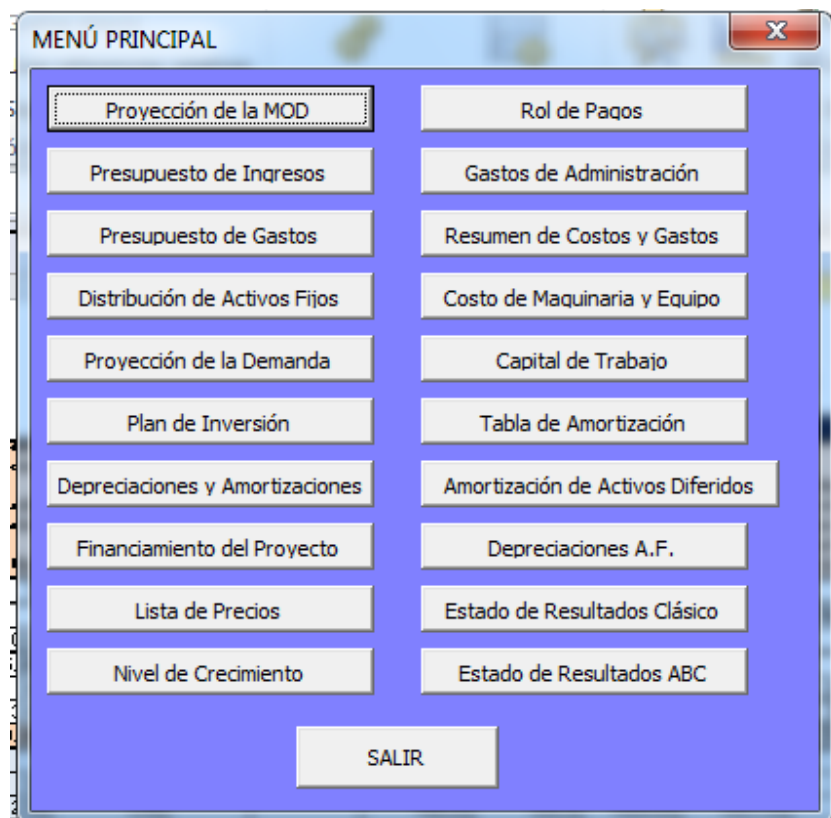 MENÚ PRINCIPAL
Proyección de la MOD
Rol de Pagos
Presupuesto de Ingresos
Gastos de Administración
Presupuesto de Gastos
Resumen de Costos y Gastos
Distribución de Activos Fijos
Costo de Maquinaria y Equipo
Proyección de la Demanda
Capital de Trabajo
Plan de Inversión
Tabla de Amortización
Depreciaciones y Amortizaciones
Amortización de Activos Diferidos
Financiamiento del Proyecto
Depreciaciones A.F.
Lista de Precios
Estado de Resultados Clásico
Nivel de Crecimiento
Estado de Resultados ABC
SALIR